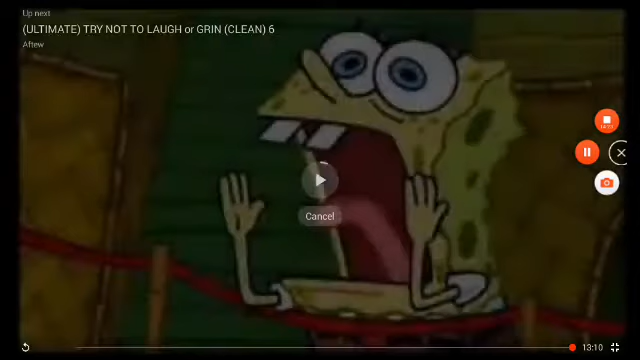 Up next
(ULTIMATE) TRY NOT TO LAUGH or GRIN (CLEAN) 6
Aftew
Cancel
13:10